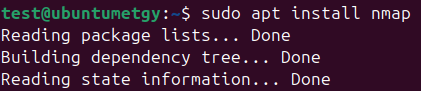 test@ubuntumetgy:~$ sudo apt install nmap
Reading package lists... Done
Building dependency tree... Done
Reading state information... Done